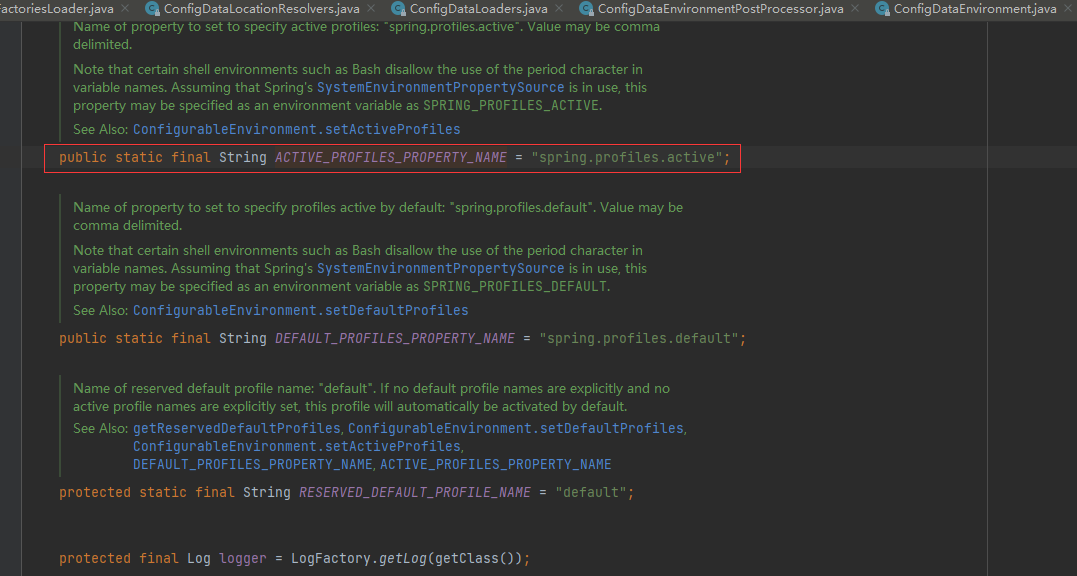 actoriesLoader.java × ConfigDataLocationResolvers.java × ConfigDataLoaders.java × ConfigDataEnvironmentPostProcessor.java × ConfigDataEnvironment.java ×
Name of property to set to specify active profiles: "spring.profiles.active". Value may be comma
delimited.
Note that certain shell environments such as Bash disallow the use of the period character in
variable names. Assuming that Spring's SystemEnvironmentPropertySource is in use, this
property may be specified as an environment variable as SPRING_PROFILES_ACTIVE.
See Also: ConfigurableEnvironment.setActiveProfiles
public static final String ACTIVE_PROFILES_PROPERTY_NAME = "spring.profiles.active";
Name of property to set to specify profiles active by default: "spring.profiles.default". Value may be
comma delimited.
Note that certain shell environments such as Bash disallow the use of the period character in
variable names. Assuming that Spring's SystemEnvironmentPropertySource is in use, this
property may be specified as an environment variable as SPRING_PROFILES_DEFAULT.
See Also: ConfigurableEnvironment.setDefaultProfiles
public static final String DEFAULT_PROFILES_PROPERTY_NAME = "spring.profiles.default";
Name of reserved default profile name: "default". If no default profile names are explicitly and no
active profile names are explicitly set, this profile will automatically be activated by default.
See Also: getReservedDefaultProfiles, ConfigurableEnvironment.setDefaultProfiles,
ConfigurableEnvironment.setActiveProfiles,
DEFAULT_PROFILES_PROPERTY_NAME, ACTIVE_PROFILES_PROPERTY_NAME
protected static final String RESERVED_DEFAULT_PROFILE_NAME = "default";
protected final Log logger = LogFactory.getLog(getClass());